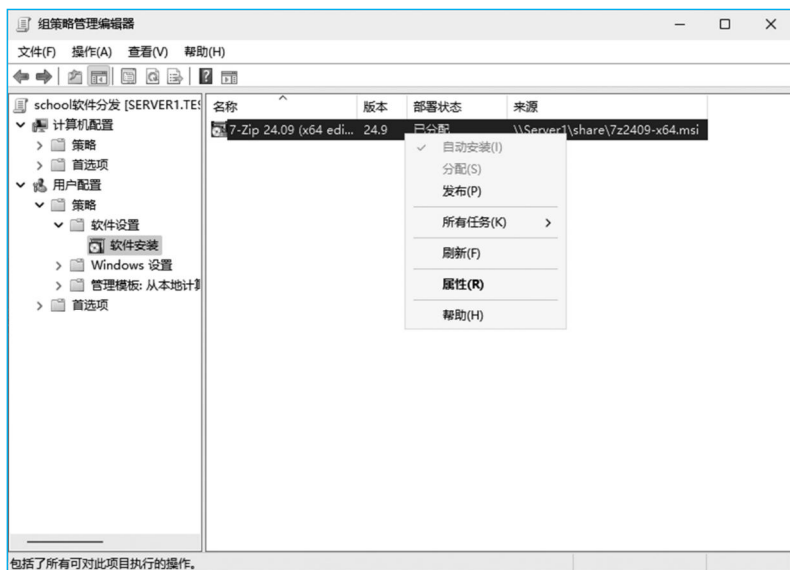 组策略管理编辑器
文件(F) 操作(A) 查看(V) 帮助(H)
school软件分发 [SERVER1.TES
计算机配置
策略
首选项
用户配置
策略
软件设置
软件安装
Windows 设置
管理模板: 从本地计算
首选项
名称 版本 部署状态 来源
7-Zip 24.09 (x64 edi... 24.9 已分配 \\Server1\share\7z2409-x64.msi
自动安装(I)
分配(S)
发布(P)
所有任务(K)
刷新(F)
属性(R)
帮助(H)
包括了所有可对此项目执行的操作。